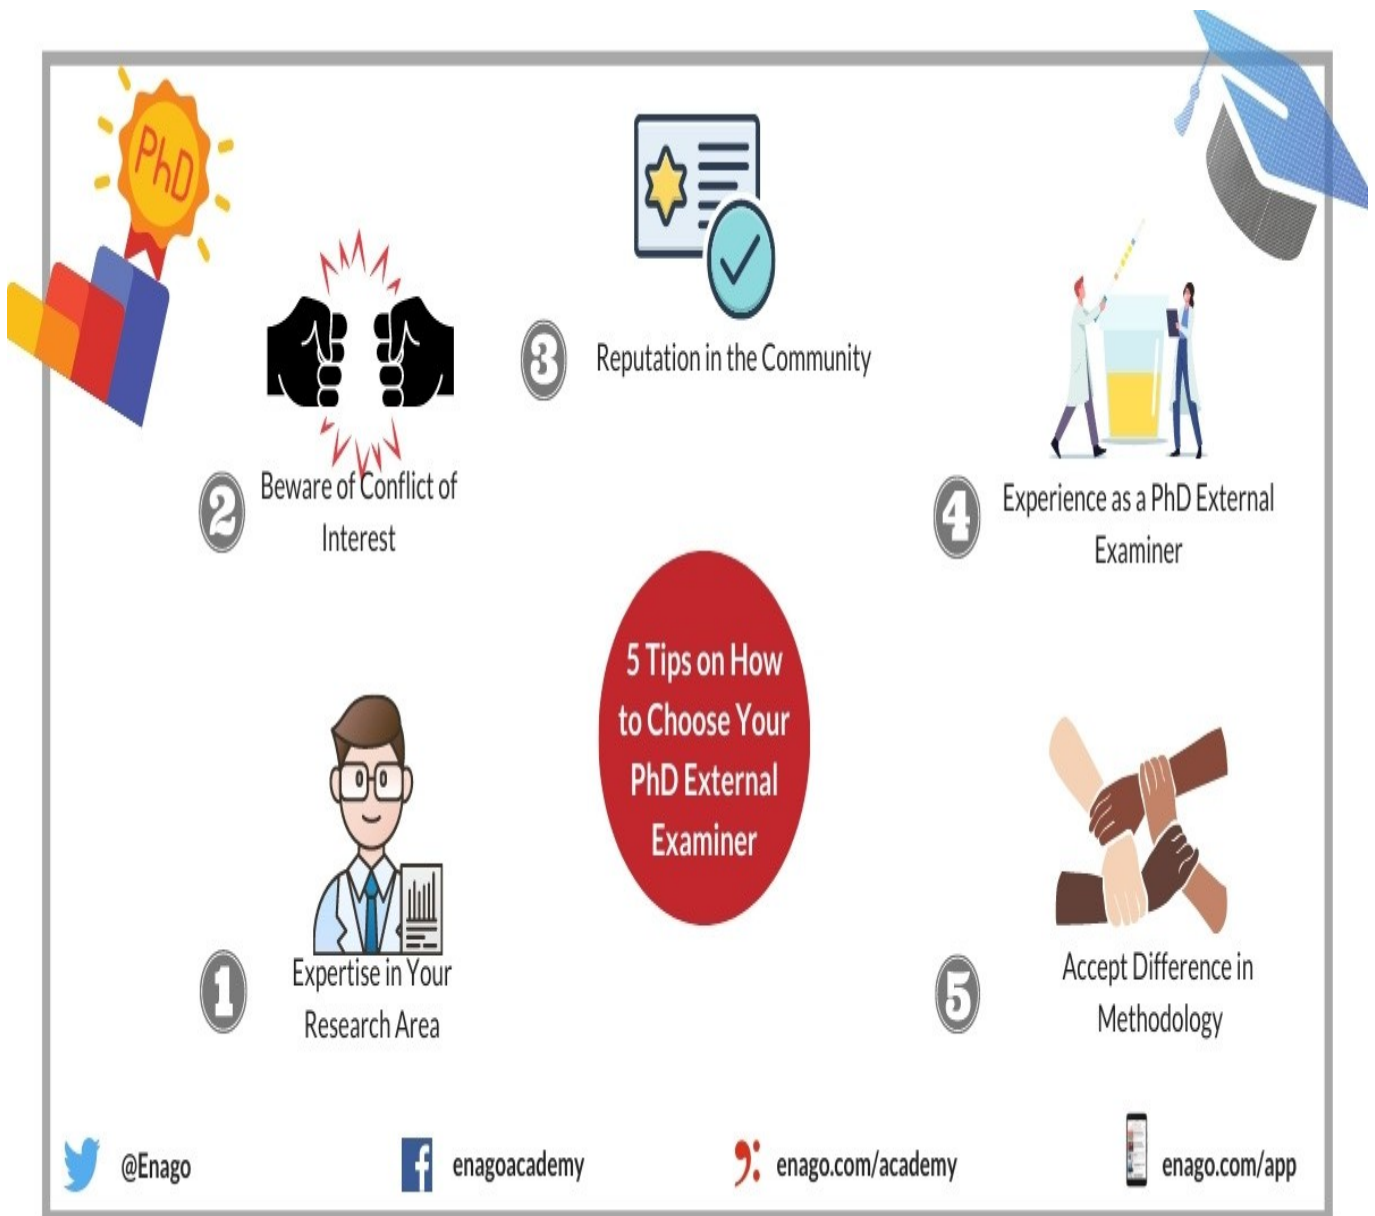 PhD
3
Reputation in the Community
2
Beware of Conflict of
Interest
4
Experience as a PhD External
Examiner
5 Tips on How
to Choose Your
PhD External
Examiner
1
Expertise in Your
Research Area
5
Accept Difference in
Methodology
@Enago
enagoacademy
enago.com/academy
enago.com/app